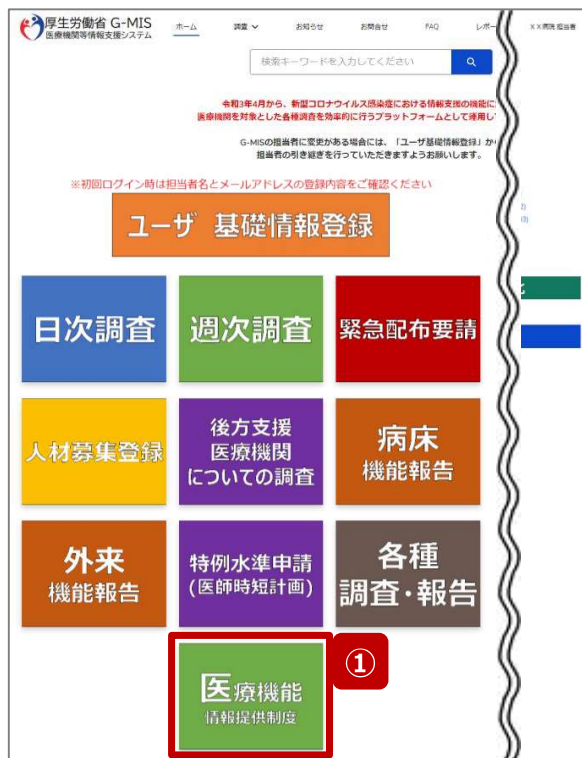 厚生労働省 G-MIS
医療機関等情報支援システム
ホーム 調査 お知らせ お問合せ FAQ レポー
××病院 担当者
検索キーワードを入力してください
令和3年4月から、新型コロナウイルス感染症における情報支援の機能に
医療機関を対象とした各種調査を効率的に行うプラットフォームとして運用し
G-MISの担当者に変更がある場合には、「ユーザ基礎情報登録」か
担当者の引き継ぎを行っていただきますようお願いします。
※初回ログイン時は担当者名とメールアドレスの登録内容をご確認ください
ユーザ 基礎情報登録
日次調査
週次調査
緊急配布要請
人材募集登録
後方支援
医療機関
についての調査
病床
機能報告
外来
機能報告
特例水準申請
(医師時短計画)
各種
調査・報告
医療機能
情報提供制度
①